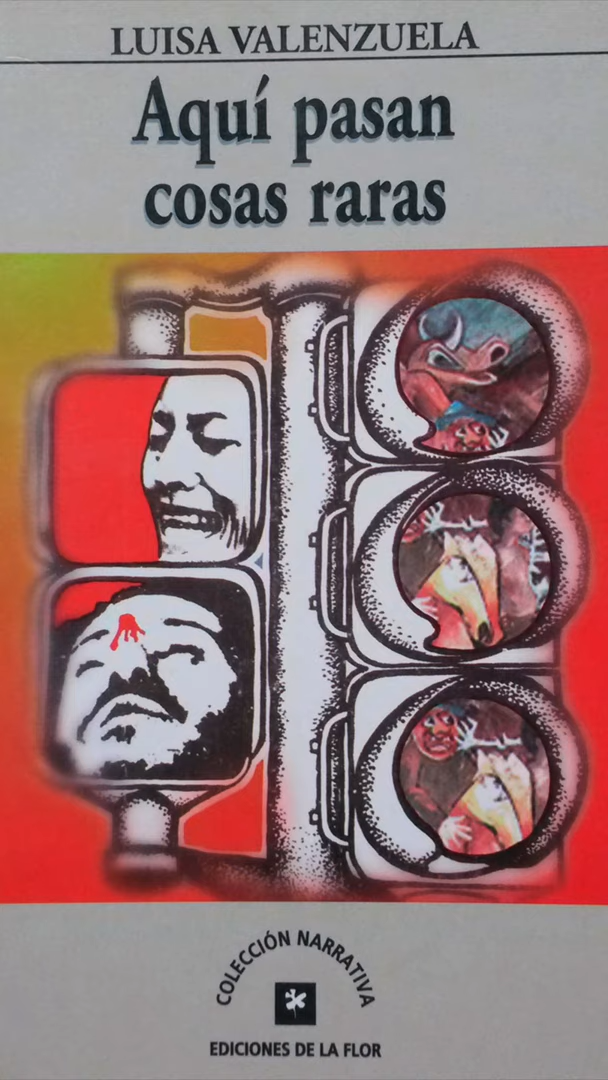 LUISA VALENZUELA
Aquí pasan
cosas raras
COLECCIÓN NARRATIVA
EDICIONES DE LA FLOR